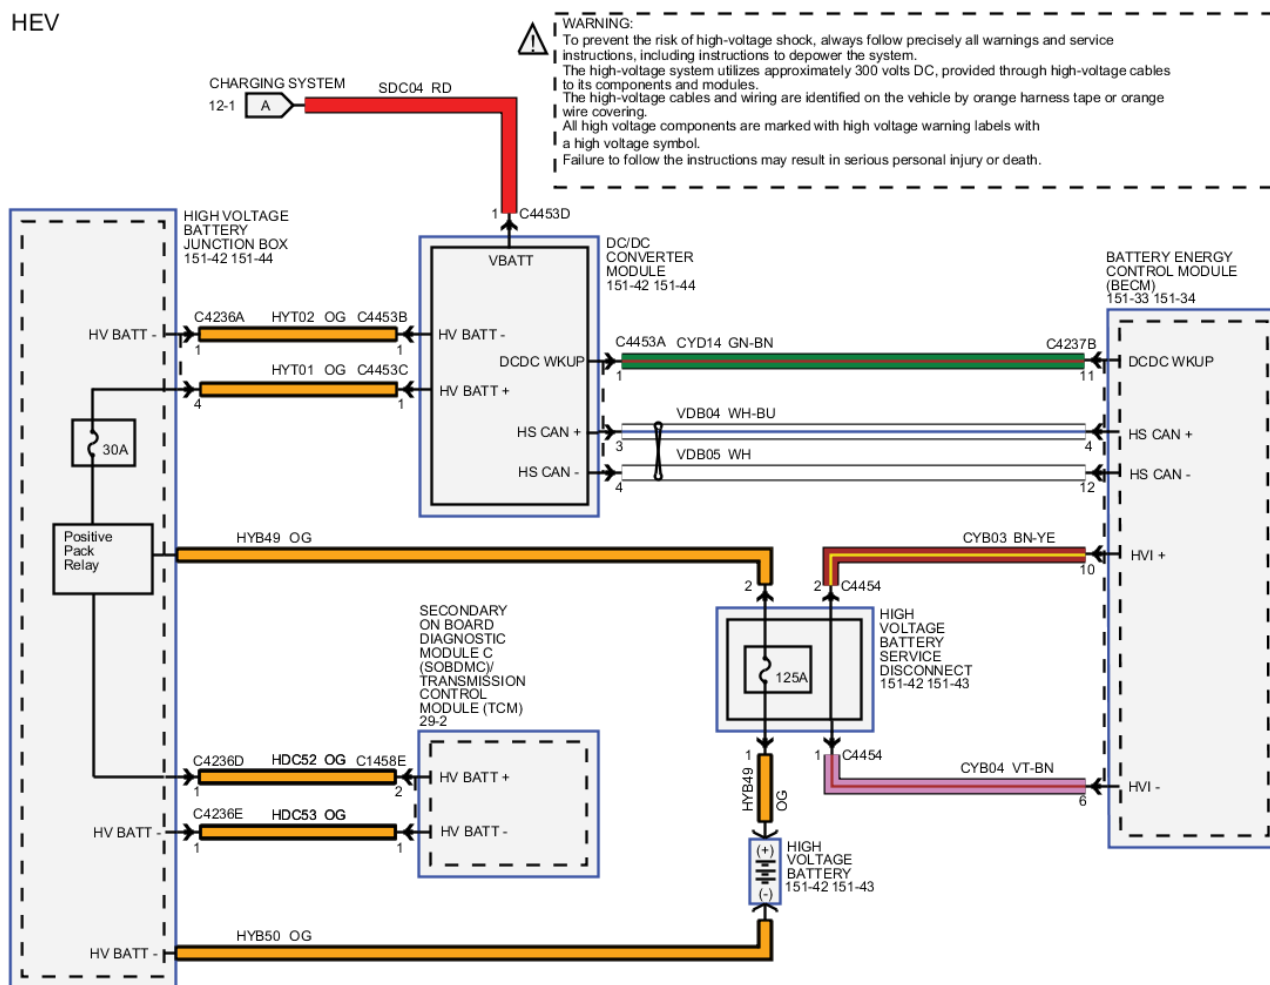 HEV
WARNING:
To prevent the risk of high-voltage shock, always follow precisely all warnings and service
instructions, including instructions to depower the system.
The high-voltage system utilizes approximately 300 volts DC, provided through high-voltage cables
to its components and modules.
The high-voltage cables and wiring are identified on the vehicle by orange harness tape or orange
wire covering.
All high voltage components are marked with high voltage warning labels with
a high voltage symbol.
Failure to follow the instructions may result in serious personal injury or death.
!
CHARGING SYSTEM
12-1
A
SDC04 RD
1
C4453D
HIGH VOLTAGE
BATTERY
JUNCTION BOX
151-42 151-44
VBATT
DC/DC
CONVERTER
MODULE
151-42 151-44
BATTERY ENERGY
CONTROL MODULE
(BECM)
151-33 151-34
HV BATT -
C4236A
HYT02 OG
C4453B
HV BATT -
1
1
C4453A
CYD14 GN-BN
C4237B
DCDC WKUP
DCDC WKUP
1
11
HYT01 OG
C4453C
HV BATT +
4
1
VDB04 WH-BU
HS CAN +
HS CAN +
3
4
30A
VDB05 WH
HS CAN -
HS CAN -
4
12
Positive
Pack
Relay
HYB49 OG
CYB03 BN-YE
HVI +
10
2
2
C4454
SECONDARY
ON BOARD
DIAGNOSTIC
MODULE C
(SOBDMC)/
TRANSMISSION
CONTROL
MODULE (TCM)
29-2
HIGH
VOLTAGE
BATTERY
SERVICE
DISCONNECT
151-42 151-43
125A
1
1
C4454
C4236D
HDC52 OG
C1458E
HV BATT +
1
2
HYB49
OG
CYB04 VT-BN
HVI -
6
C4236E
HDC53 OG
HV BATT -
HV BATT -
1
1
(+)
(-)
HIGH
VOLTAGE
BATTERY
151-42 151-43
HYB50 OG
HV BATT -